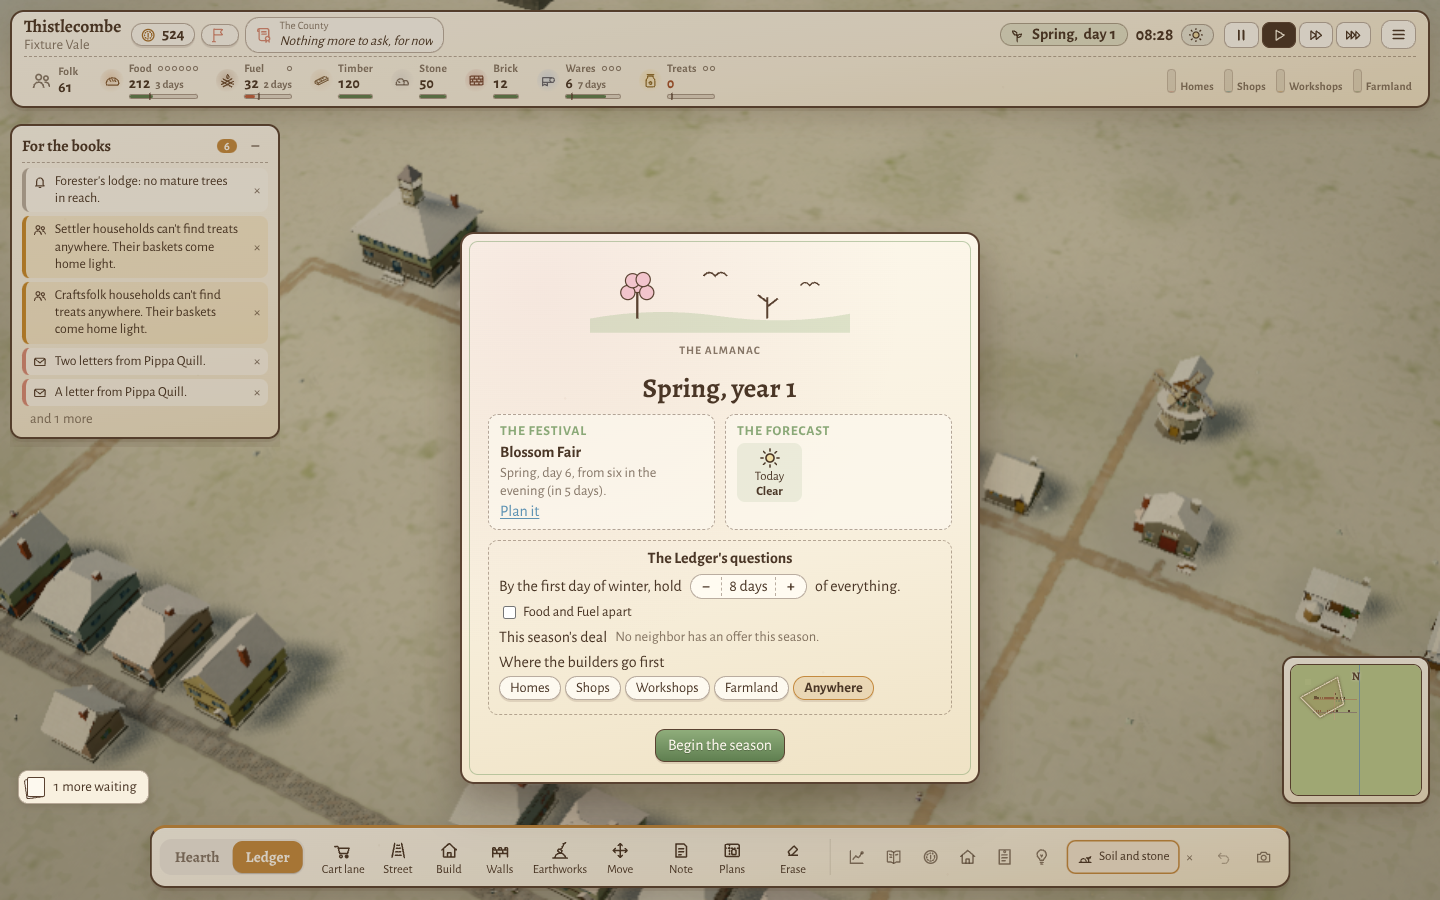 Thistlecombe
Fixture Vale
524
The County
Nothing more to ask, for now
Spring, day 1
08:28
Folk
61
Food
212 3 days
Fuel
32 2 days
Timber
120
Stone
50
Brick
12
Wares
6 7 days
Treats
0
Homes
Shops
Workshops
Farmland
For the books
6
Forester's lodge: no mature trees
in reach.
Settler households can't find treats
anywhere. Their baskets come
home light.
Craftsfolk households can't find
treats anywhere. Their baskets
come home light.
Two letters from Pippa Quill.
A letter from Pippa Quill.
and 1 more
THE ALMANAC
Spring, year 1
THE FESTIVAL
Blossom Fair
Spring, day 6, from six in the
evening (in 5 days).
Plan it
THE FORECAST
Today
Clear
The Ledger's questions
By the first day of winter, hold − 8 days + of everything.
Food and Fuel apart
This season's deal No neighbor has an offer this season.
Where the builders go first
Homes
Shops
Workshops
Farmland
Anywhere
Begin the season
N
1 more waiting
Hearth
Ledger
Cart lane
Street
Build
Walls
Earthworks
Move
Note
Plans
Erase
Soil and stone